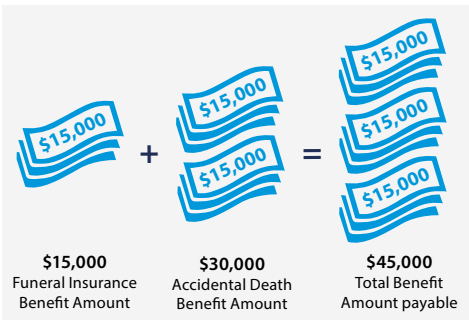 $15,000
+
$15,000
$15,000
=
$15,000
$15,000
$15,000
$15,000
Funeral Insurance
Benefit Amount
$30,000
Accidental Death
Benefit Amount
$45,000
Total Benefit
Amount payable